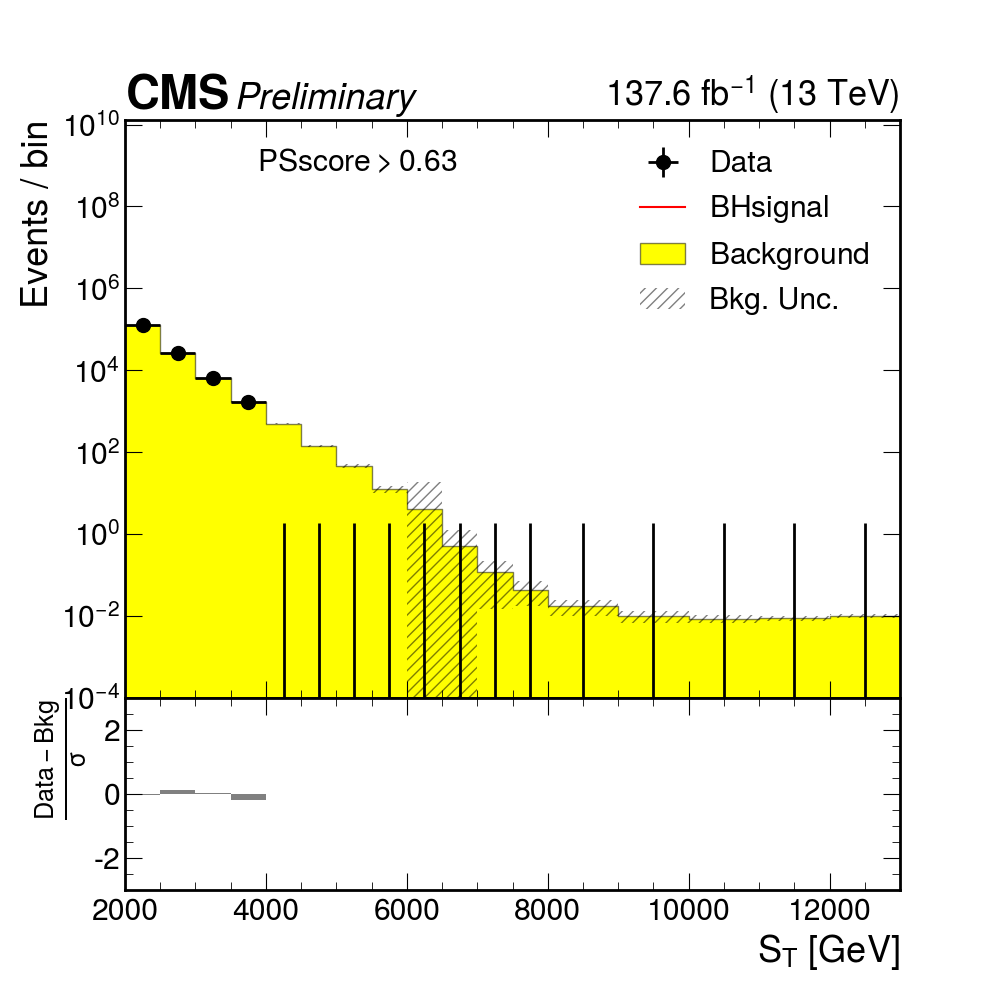 CMS Preliminary 137.6 fb⁻¹ (13 TeV)
Events / bin
10¹⁰
10⁸
10⁶
10⁴
10²
10⁰
10⁻²
10⁻⁴
PSscore > 0.63
Data
BHsignal
Background
Bkg. Unc.
Data – Bkg
σ
2
0
-2
2000 4000 6000 8000 10000 12000
S_T [GeV]